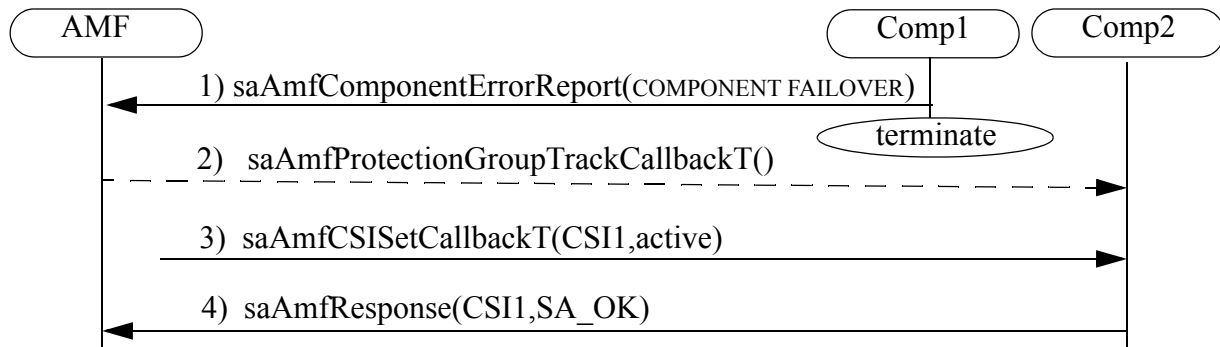 AMF
Comp1
Comp2
1) saAmfComponentErrorReport(COMPONENT FAILOVER)
terminate
2) saAmfProtectionGroupTrackCallbackT()
3) saAmfCSISetCallbackT(CSI1,active)
4) saAmfResponse(CSI1,SA_OK)